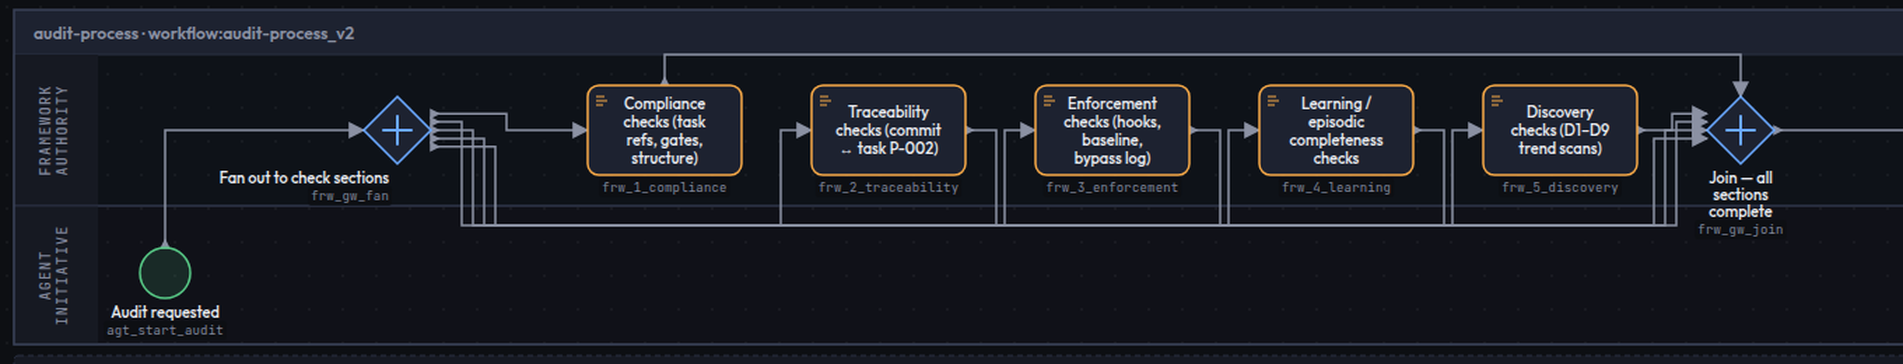 audit-process · workflow:audit-process_v2
FRAMEWORK
AUTHORITY
Fan out to check sections
frw_gw_fan
Compliance
checks (task
refs, gates,
structure)
frw_1_compliance
Traceability
checks (commit
↔ task P-002)
frw_2_traceability
Enforcement
checks (hooks,
baseline,
bypass log)
frw_3_enforcement
Learning /
episodic
completeness
checks
frw_4_learning
Discovery
checks (D1–D9
trend scans)
frw_5_discovery
Join — all
sections
complete
frw_gw_join
AGENT
INITIATIVE
Audit requested
agt_start_audit